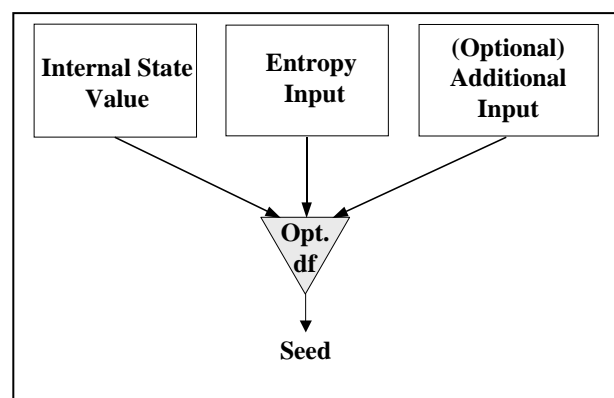 Internal State
Value
Entropy
Input
(Optional)
Additional
Input
Opt.
df
Seed